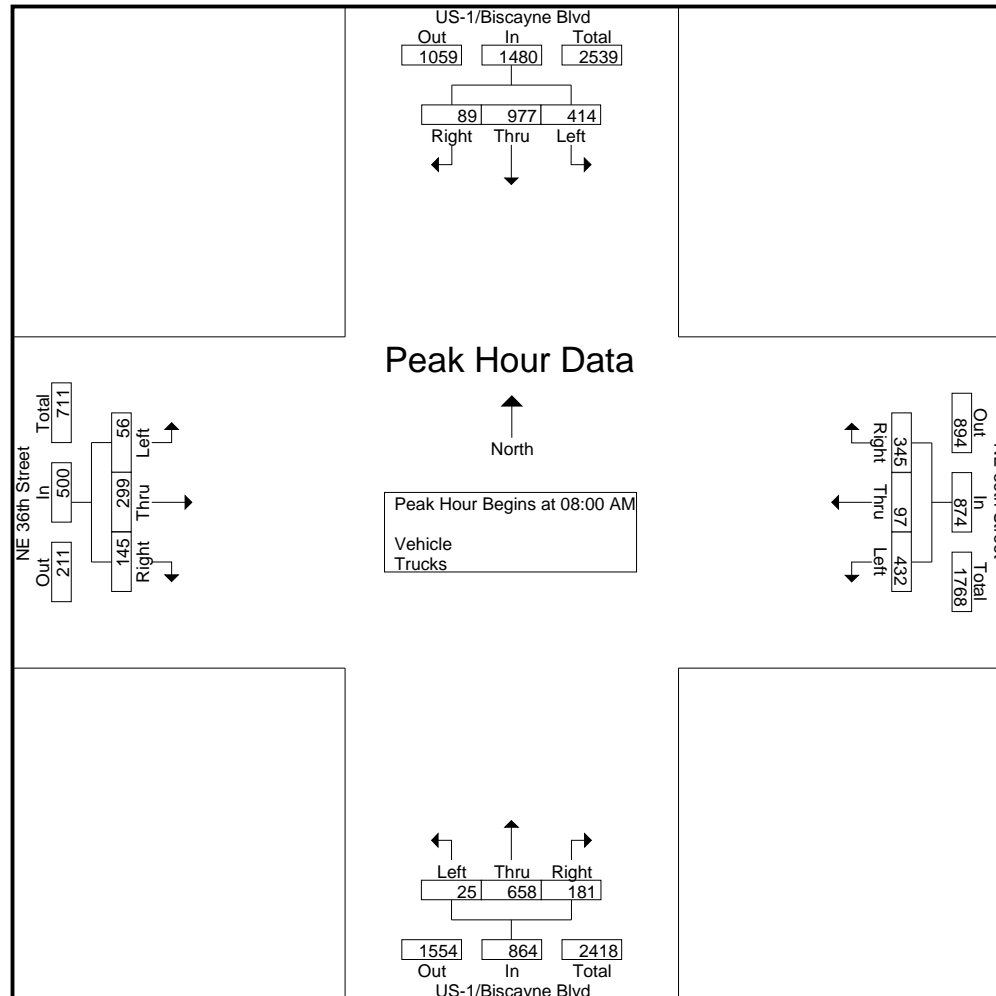 US-1/Biscayne Blvd
Out In Total
1059 1480 2539
89 977 414
Right Thru Left
Peak Hour Data
North
Peak Hour Begins at 08:00 AM
Vehicle
Trucks
NE 36th Street
Total In Out
711 500 211
56 299 145
Left Thru Right
Right Thru Left
345 97 432
894 874 1768
Out In Total
Street
Left Thru Right
25 658 181
1554 864 2418
Out In Total
US-1/Biscayne Blvd